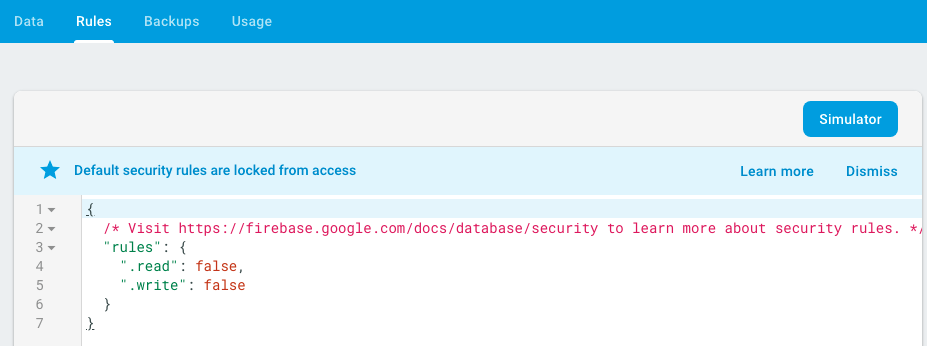 Data Rules Backups Usage
Simulator
Default security rules are locked from access Learn more Dismiss
1 {
2 /* Visit https://firebase.google.com/docs/database/security to learn more about security rules. */
3 "rules": {
4 ".read": false,
5 ".write": false
6 }
7 }